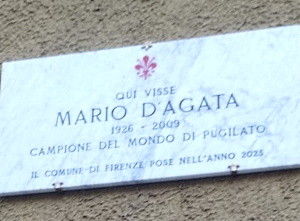 QUI VISSE
MARIO D'AGATA
1926 - 2009
CAMPIONE DEL MONDO DI PUGILATO
IL COMUNE DI FIRENZE POSE NELL'ANNO 2023